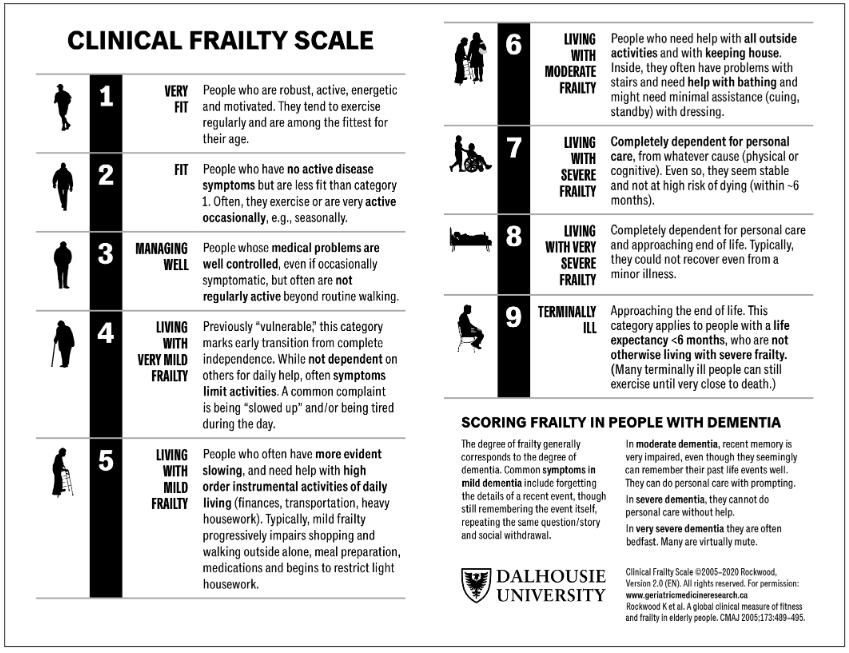 CLINICAL FRAILTY SCALE
1
VERY
FIT
People who are robust, active, energetic
and motivated. They tend to exercise
regularly and are among the fittest for
their age.
2
FIT
People who have no active disease
symptoms but are less fit than category
1. Often, they exercise or are very active
occasionally, e.g., seasonally.
3
MANAGING
WELL
People whose medical problems are
well controlled, even if occasionally
symptomatic, but often are not
regularly active beyond routine walking.
4
LIVING
WITH
VERY MILD
FRAILTY
Previously “vulnerable,” this category
marks early transition from complete
independence. While not dependent on
others for daily help, often symptoms
limit activities. A common complaint
is being “slowed up” and/or being tired
during the day.
5
LIVING
WITH
MILD
FRAILTY
People who often have more evident
slowing, and need help with high
order instrumental activities of daily
living (finances, transportation, heavy
housework). Typically, mild frailty
progressively impairs shopping and
walking outside alone, meal preparation,
medications and begins to restrict light
housework.
6
LIVING
WITH
MODERATE
FRAILTY
People who need help with all outside
activities and with keeping house.
Inside, they often have problems with
stairs and need help with bathing and
might need minimal assistance (cuing,
standby) with dressing.
7
LIVING
WITH
SEVERE
FRAILTY
Completely dependent for personal
care, from whatever cause (physical or
cognitive). Even so, they seem stable
and not at high risk of dying (within ~6
months).
8
LIVING
WITH VERY
SEVERE
FRAILTY
Completely dependent for personal care
and approaching end of life. Typically,
they could not recover even from a
minor illness.
9
TERMINALLY
ILL
Approaching the end of life. This
category applies to people with a life
expectancy <6 months, who are not
otherwise living with severe frailty.
(Many terminally ill people can still
exercise until very close to death.)
SCORING FRAILTY IN PEOPLE WITH DEMENTIA
The degree of frailty generally
corresponds to the degree of
dementia. Common symptoms in
mild dementia include forgetting
the details of a recent event, though
still remembering the event itself,
repeating the same question/story
and social withdrawal.
In moderate dementia, recent memory is
very impaired, even though they seemingly
can remember their past life events well.
They can do personal care with prompting.
In severe dementia, they cannot do
personal care without help.
In very severe dementia they are often
bedfast. Many are virtually mute.
DALHOUSIE
UNIVERSITY
Clinical Frailty Scale ©2005–2020 Rockwood,
Version 2.0 (EN). All rights reserved. For permission:
www.geriatricmedicineresearch.ca
Rockwood K et al. A global clinical measure of fitness
and frailty in elderly people. CMAJ 2005;173:489–495.